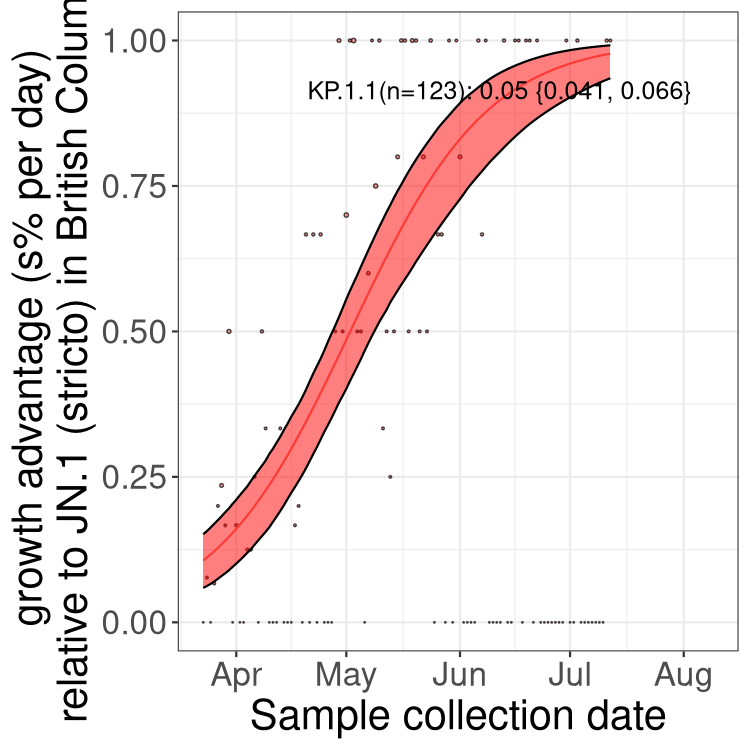 growth advantage (s% per day)
relative to JN.1 (stricto) in British Colum
1.00
0.75
0.50
0.25
0.00
KP.1.1(n=123): 0.05 {0.041, 0.066}
Apr May Jun Jul Aug
Sample collection date